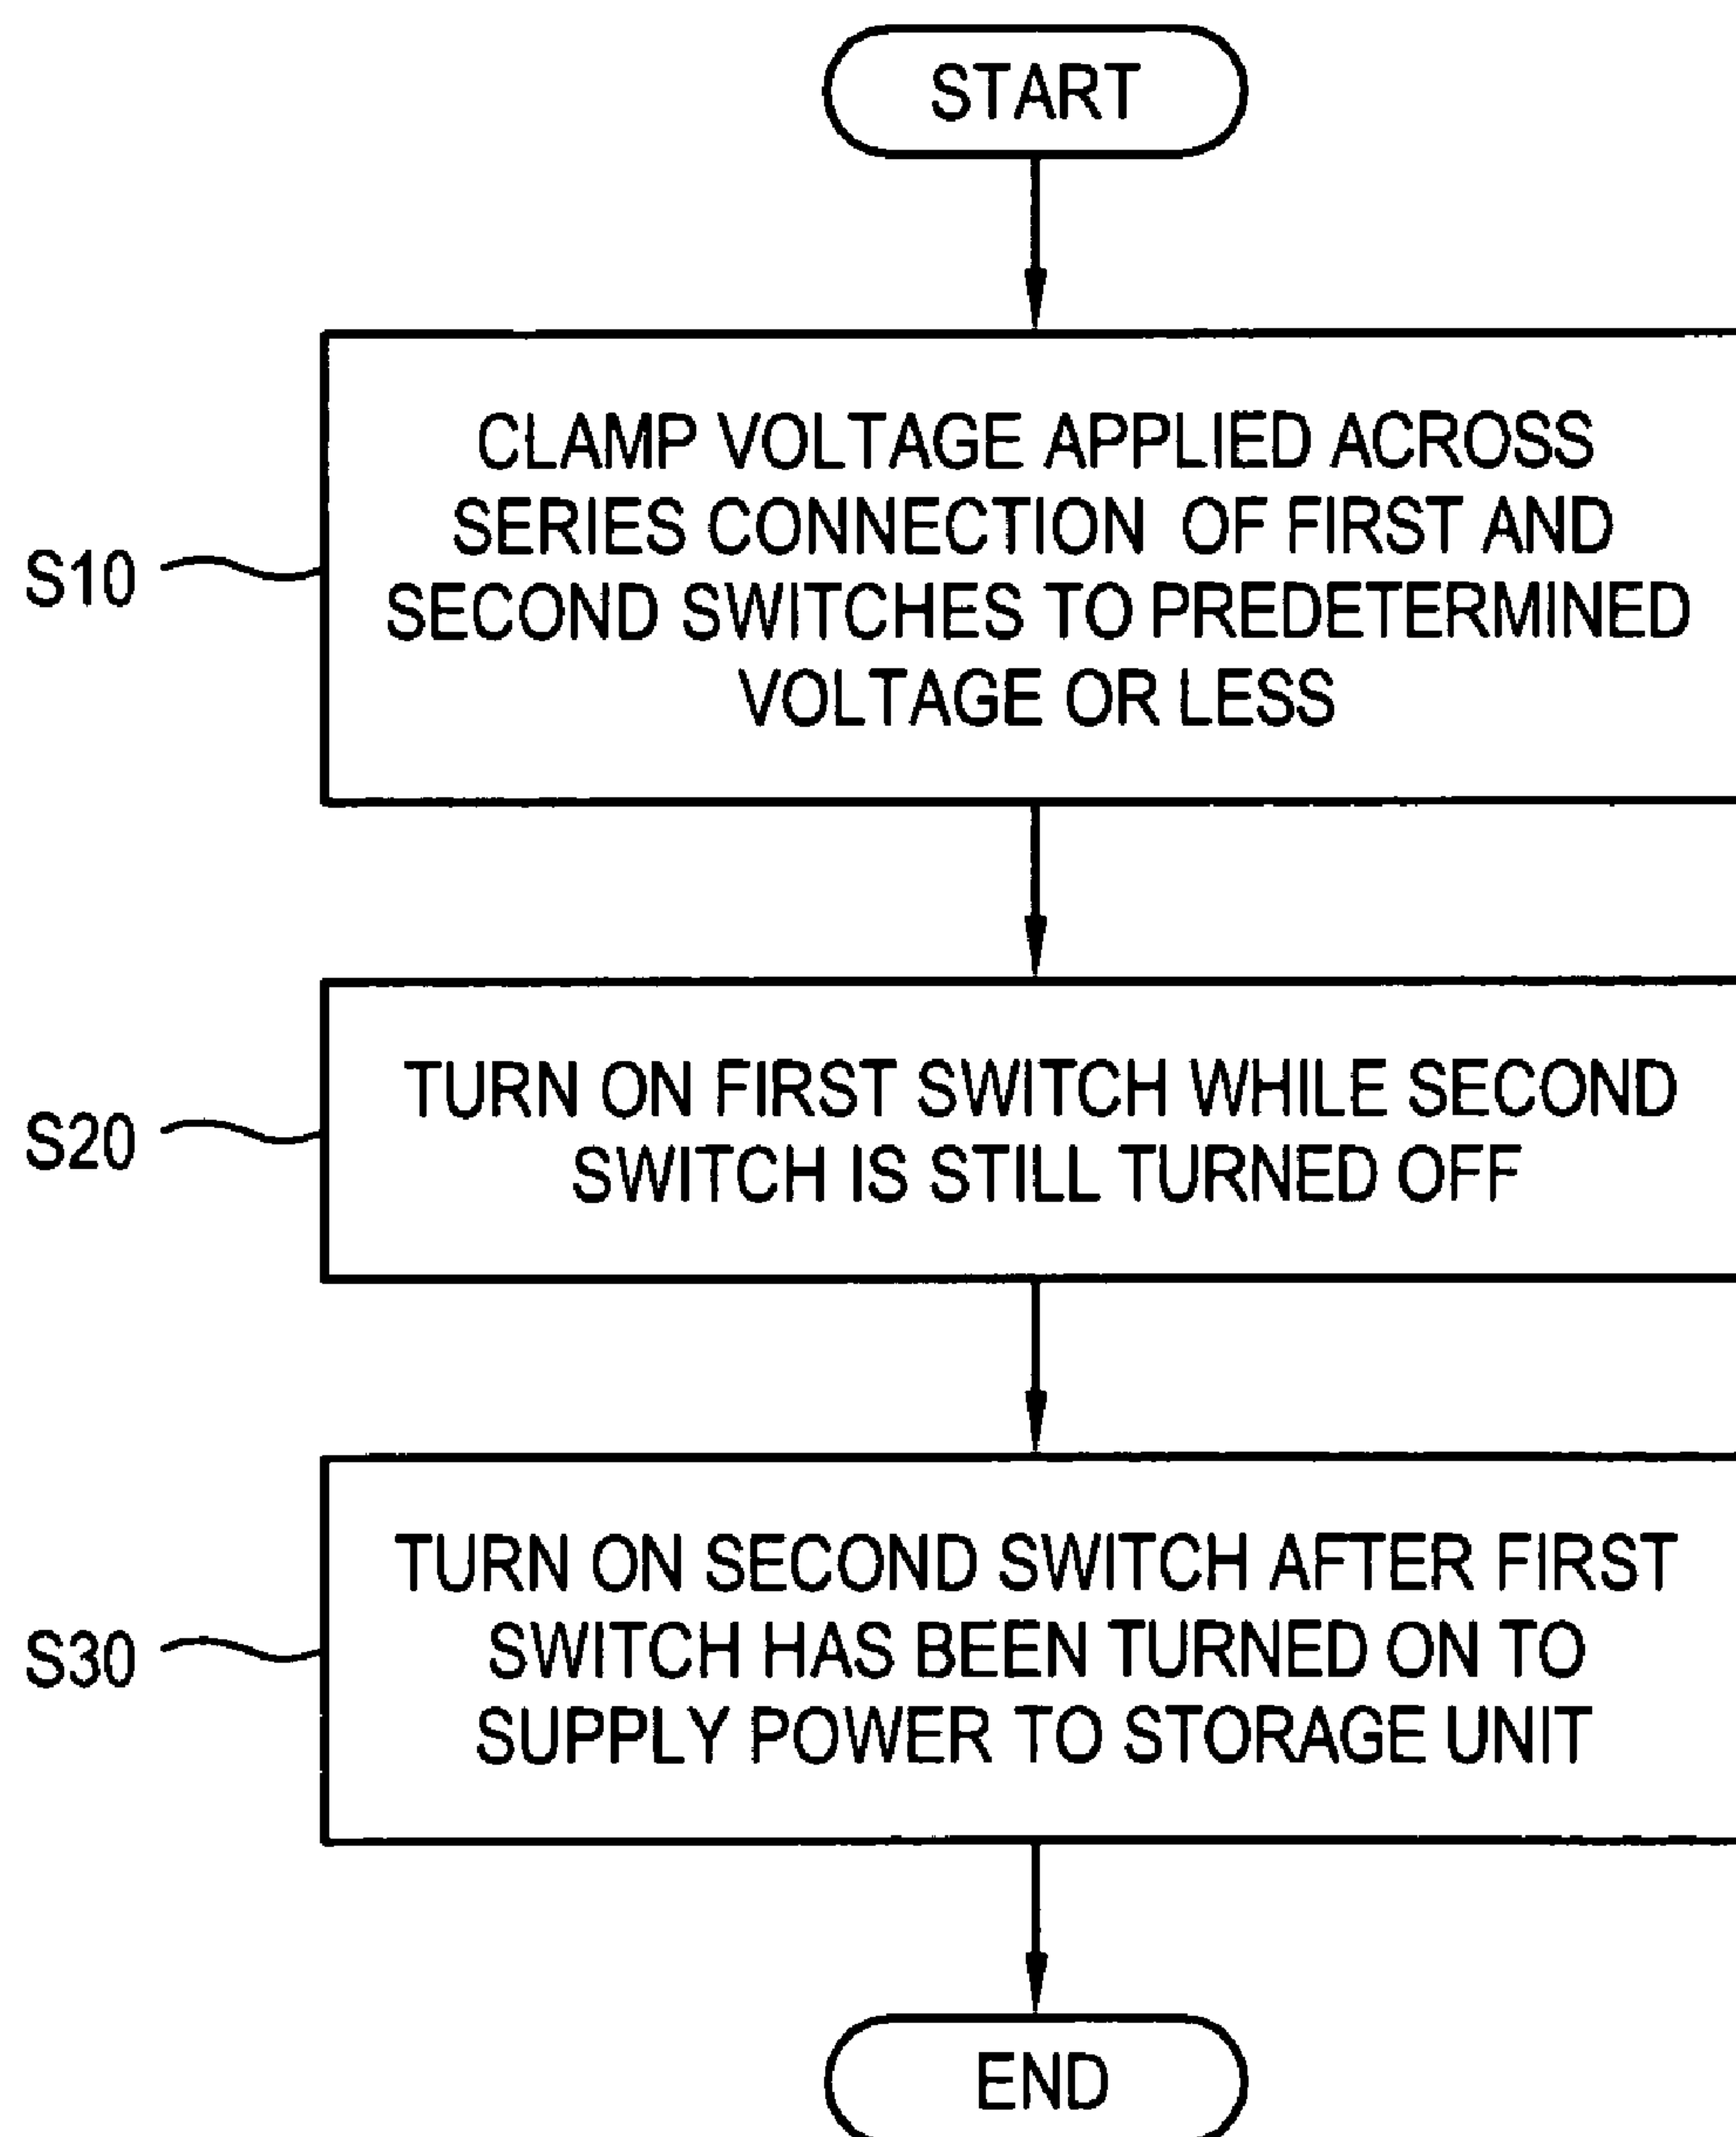 START
CLAMP VOLTAGE APPLIED ACROSS
SERIES CONNECTION OF FIRST AND
S10
SECOND SWITCHES TO PREDETERMINED
VOLTAGE OR LESS
TURN ON FIRST SWITCH WHILE SECOND
S20
SWITCH IS STILL TURNED OFF
TURN ON SECOND SWITCH AFTER FIRST
S30
SWITCH HAS BEEN TURNED ON TO
SUPPLY POWER TO STORAGE UNIT
END